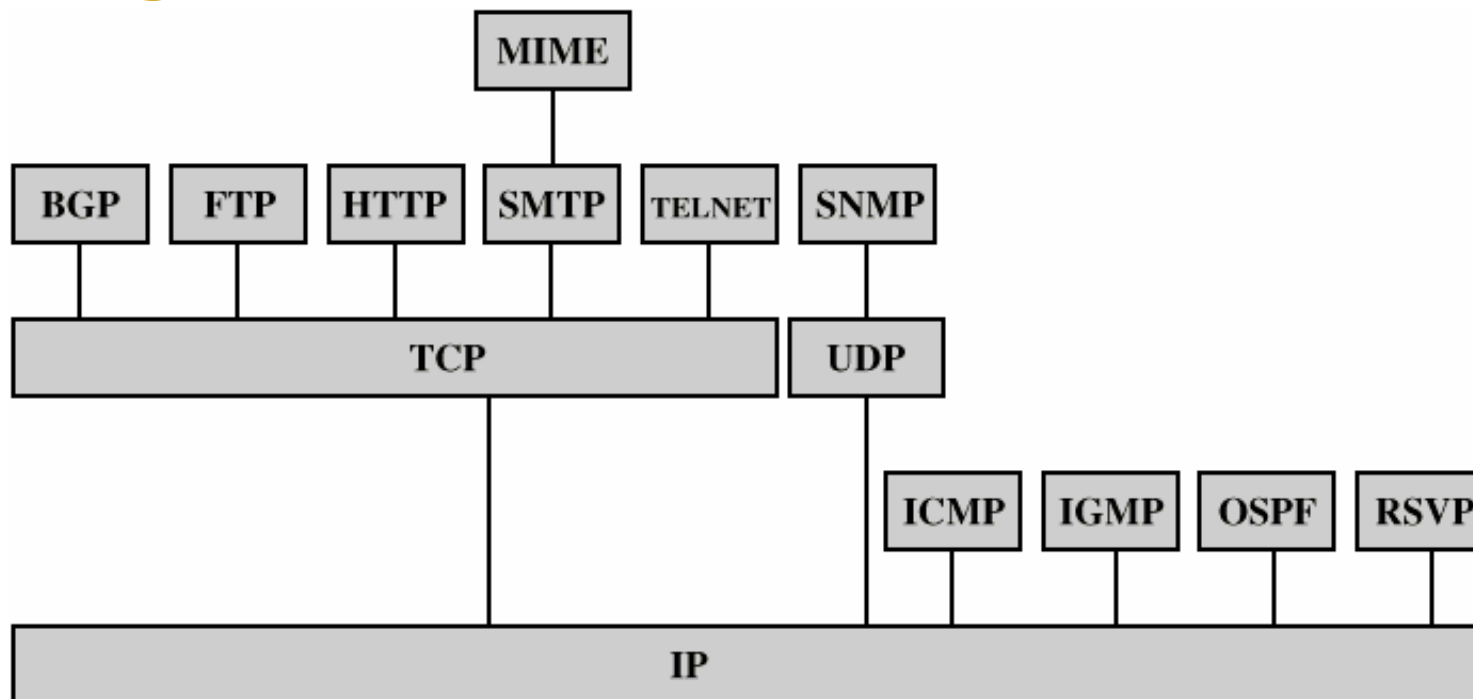 MIME
BGP FTP HTTP SMTP TELNET SNMP
TCP UDP
ICMP IGMP OSPF RSVP
IP